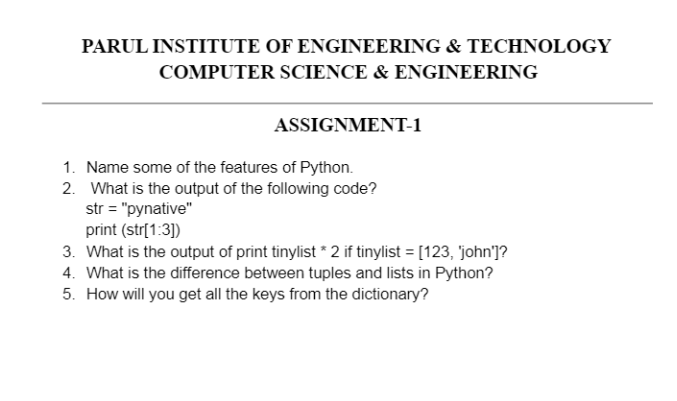 PARUL INSTITUTE OF ENGINEERING & TECHNOLOGY
COMPUTER SCIENCE & ENGINEERING
ASSIGNMENT-1
1. Name some of the features of Python.
2. What is the output of the following code?
str = "pynative"
print (str[1:3])
3. What is the output of print tinylist * 2 if tinylist = [123, 'john']?
4. What is the difference between tuples and lists in Python?
5. How will you get all the keys from the dictionary?